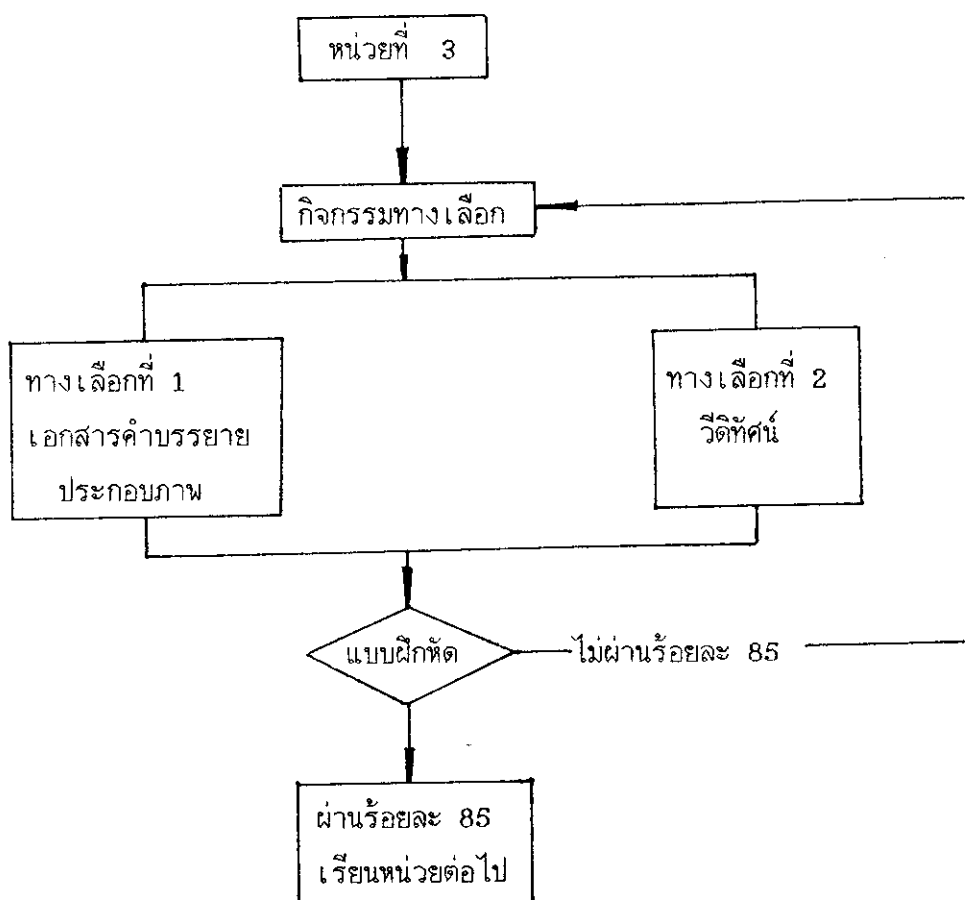 หน่วยที่ 3
กิจกรรมทางเลือก
ทางเลือกที่ 1
เอกสารคำบรรยาย
ประกอบภาพ
ทางเลือกที่ 2
วีดิทัศน์
แบบฝึกหัด
ไม่ผ่านร้อยละ 85
ผ่านร้อยละ 85
เรียนหน่วยต่อไป